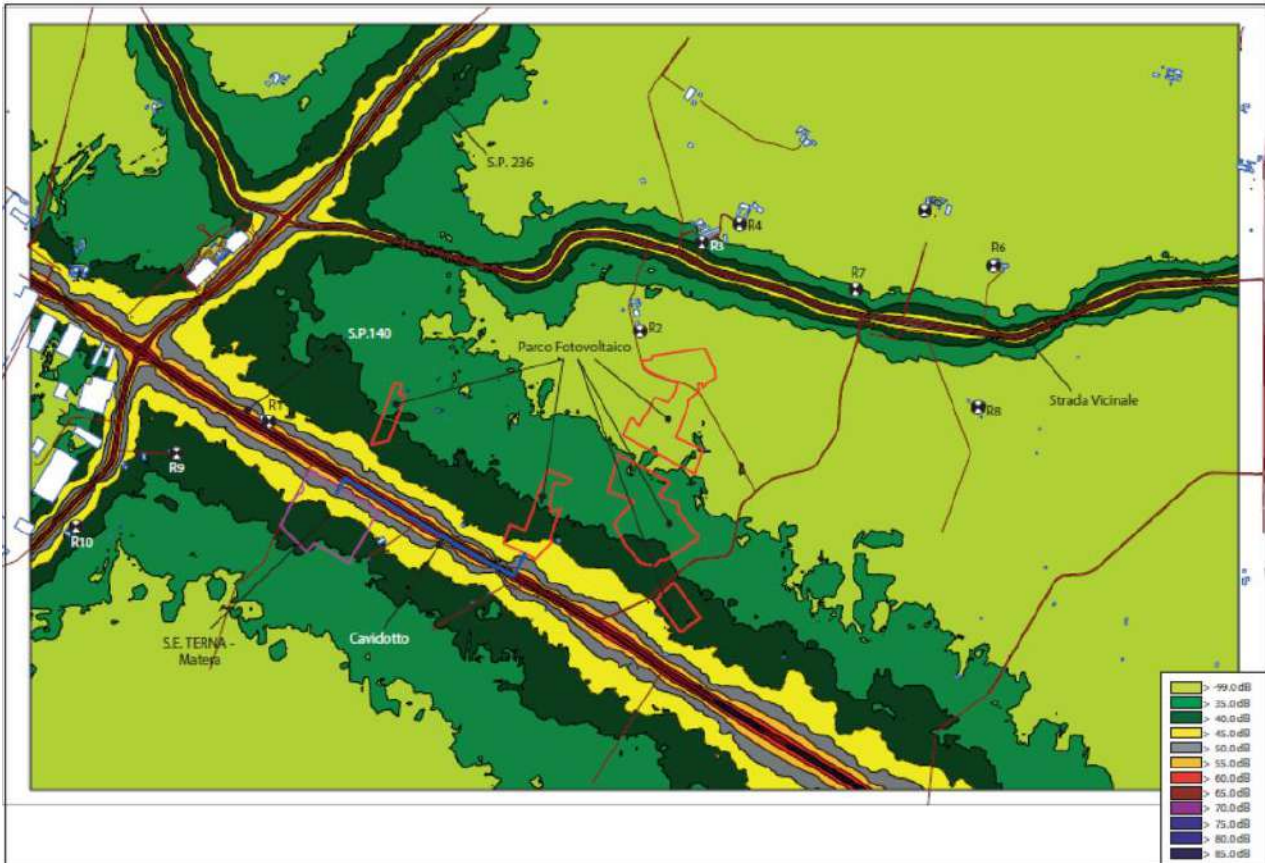 S.P. 236
R5
R4
R3
R6
R7
R2
S.P.140
Parco Fotovoltaico
Strada Vicinale
R1
R8
R9
R10
S.E. TERNA -
Matera
Cavidotto
> -99.0 dB
> 35.0 dB
> 40.0 dB
> 45.0 dB
> 50.0 dB
> 55.0 dB
> 60.0 dB
> 65.0 dB
> 70.0 dB
> 75.0 dB
> 80.0 dB
> 85.0 dB